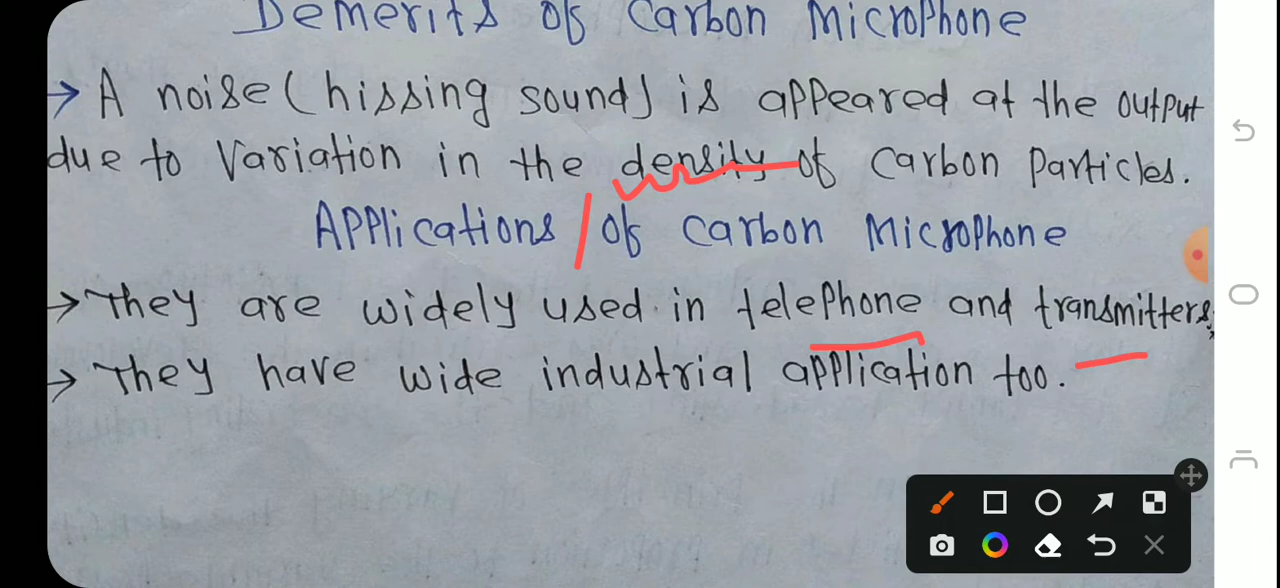 Demerits of Carbon Microphone
→ A noise (hissing sound) is appeared at the output
due to variation in the density of carbon particles.
Applications of Carbon Microphone
→ They are widely used in telephone and transmitters,
→ They have wide industrial application too.